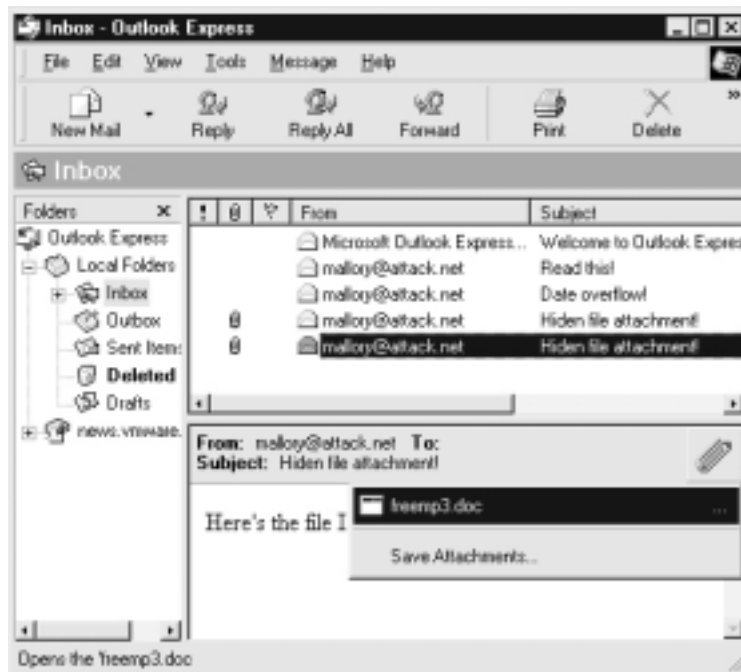 Inbox - Outlook Express
File Edit View Tools Message Help
New Mail Reply Reply All Forward Print Delete
Inbox
Folders
Outlook Express
Local Folders
Inbox
Outbox
Sent Items
Deleted
Drafts
news.vmware.
! From Subject
Microsoft Outlook Express... Welcome to Outlook Expres
mallory@attack.net Read this!
mallory@attack.net Date overflow!
mallory@attack.net Hiden file attachment!
mallory@attack.net Hiden file attachment!
From: mallory@attack.net To:
Subject: Hiden file attachment!
Here's the file I
freemp3.doc ...
Save Attachments...
Opens the 'freemp3.doc